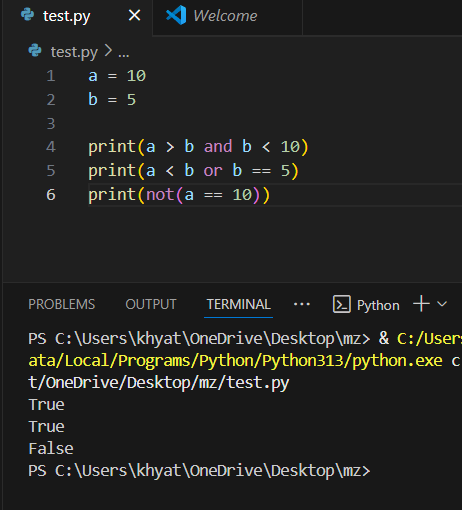 test.py
Welcome
test.py > ...
1 a = 10
2 b = 5
3
4 print(a > b and b < 10)
5 print(a < b or b == 5)
6 print(not(a == 10))
PROBLEMS OUTPUT TERMINAL ... Python
PS C:\Users\khyat\OneDrive\Desktop\mz> & C:/Users
ata/Local/Programs/Python/Python313/python.exe c
t/OneDrive/Desktop/mz/test.py
True
True
False
PS C:\Users\khyat\OneDrive\Desktop\mz>